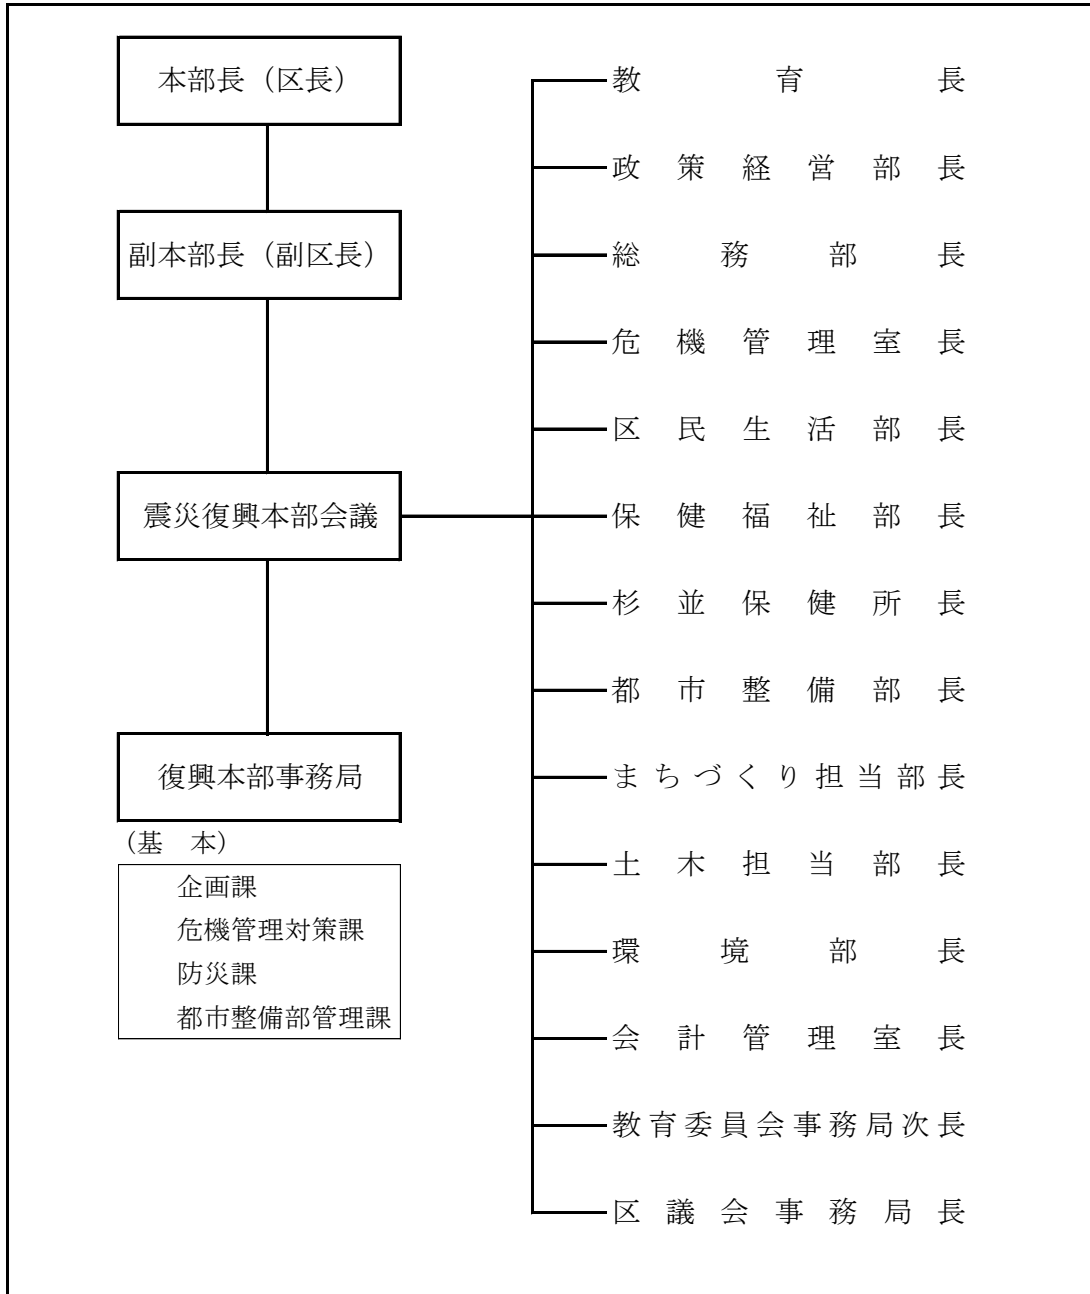 本部長（区長）
副本部長（副区長）
震災復興本部会議
復興本部事務局
（基　本）
企画課
危機管理対策課
防災課
都市整備部管理課
教育長
政策経営部長
総務部長
危機管理室長
区民生活部長
保健福祉部長
杉並保健所長
都市整備部長
まちづくり担当部長
土木担当部長
環境部長
会計管理室長
教育委員会事務局次長
区議会事務局長